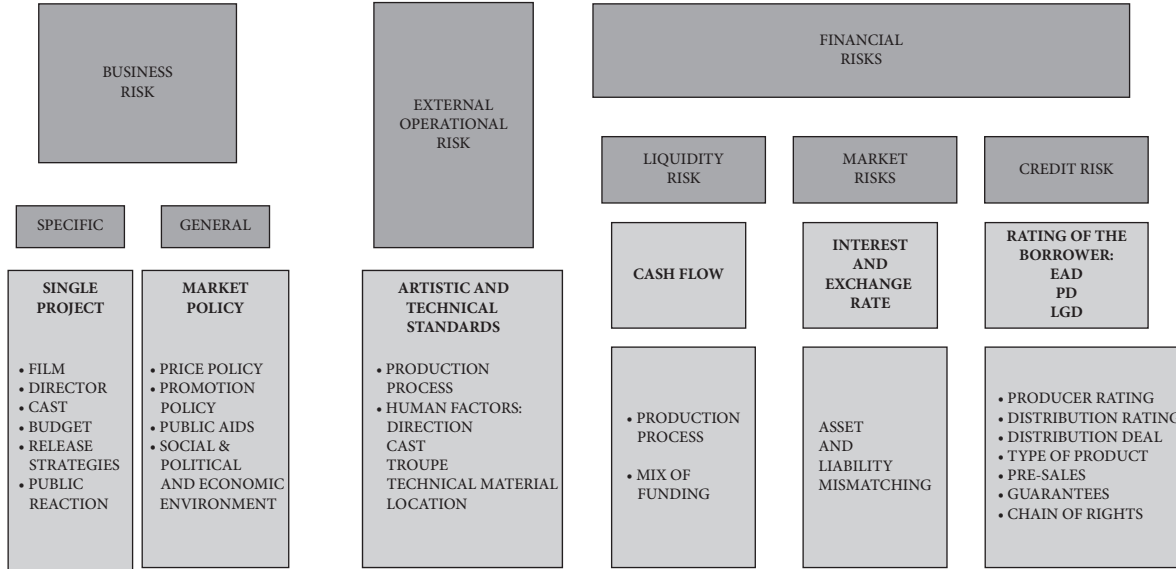 BUSINESS
RISK
SPECIFIC
GENERAL
SINGLE
PROJECT
• FILM
• DIRECTOR
• CAST
• BUDGET
• RELEASE
STRATEGIES
• PUBLIC
REACTION
MARKET
POLICY
• PRICE POLICY
• PROMOTION
POLICY
• PUBLIC AIDS
• SOCIAL &
POLITICAL
AND ECONOMIC
ENVIRONMENT
EXTERNAL
OPERATIONAL
RISK
ARTISTIC AND
TECHNICAL
STANDARDS
• PRODUCTION
PROCESS
• HUMAN FACTORS:
DIRECTION
CAST
TROUPE
TECHNICAL MATERIAL
LOCATION
FINANCIAL
RISKS
LIQUIDITY
RISK
CASH FLOW
• PRODUCTION
PROCESS
• MIX OF
FUNDING
MARKET
RISKS
INTEREST
AND
EXCHANGE
RATE
ASSET
AND
LIABILITY
MISMATCHING
CREDIT RISK
RATING OF THE
BORROWER:
EAD
PD
LGD
• PRODUCER RATING
• DISTRIBUTION RATING
• DISTRIBUTION DEAL
• TYPE OF PRODUCT
• PRE-SALES
• GUARANTEES
• CHAIN OF RIGHTS